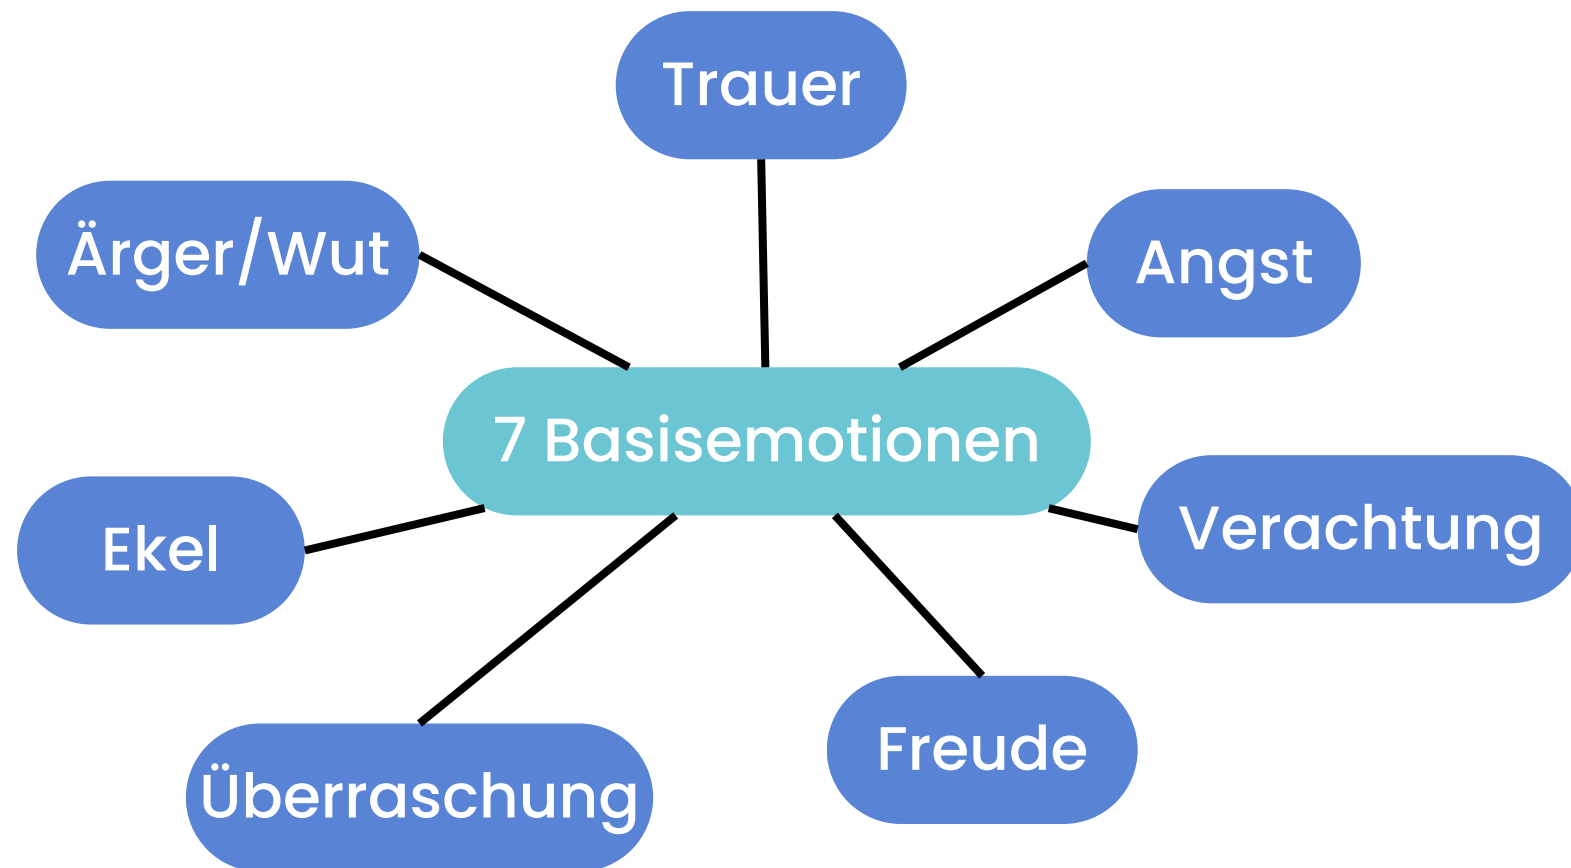 Trauer
Ärger/Wut
Angst
7 Basisemotionen
Verachtung
Ekel
Freude
Überraschung